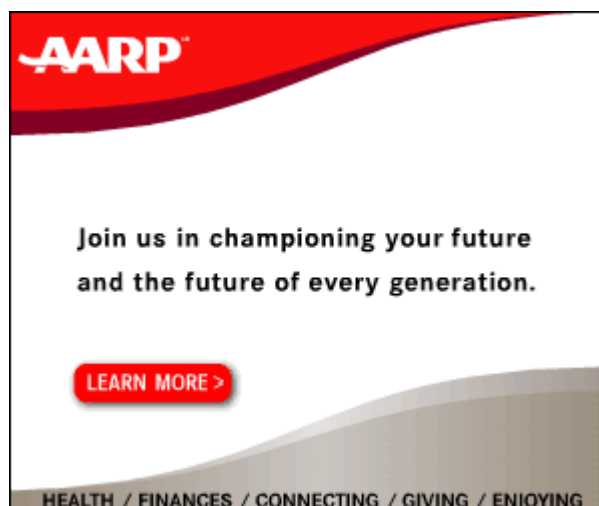 AARP
Join us in championing your future
and the future of every generation.
LEARN MORE >
HEALTH / FINANCES / CONNECTING / GIVING / ENJOYING